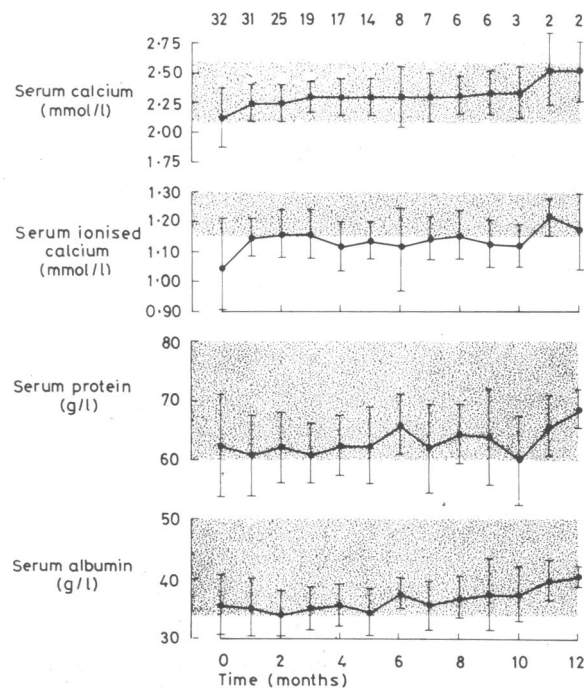 32 31 25 19 17 14 8 7 6 6 3 2 2
2·75
2·50
Serum calcium
(mmol/l)
2·25
2·00
1·75
1·30
1·20
Serum ionised
calcium
(mmol/l)
1·10
1·00
0·90
80
70
Serum protein
(g/l)
60
50
Serum albumin
(g/l)
40
30
0 2 4 6 8 10 12
Time (months)